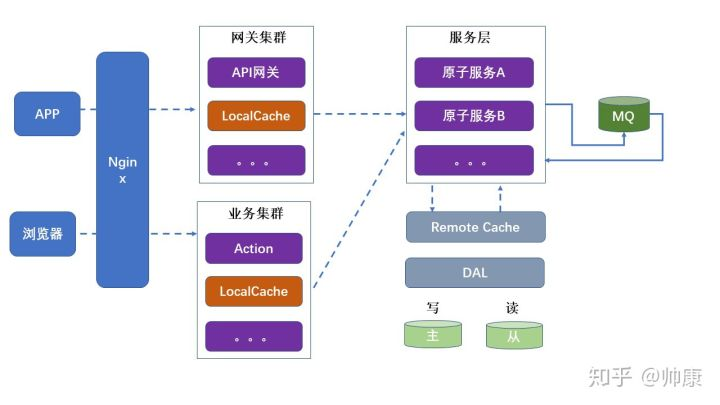 APP
浏览器
Ngin
x
网关集群
API网关
LocalCache
。。。
业务集群
Action
LocalCache
。。。
服务层
原子服务A
原子服务B
。。。
MQ
Remote Cache
DAL
写 读
主 从
知乎 @帅康